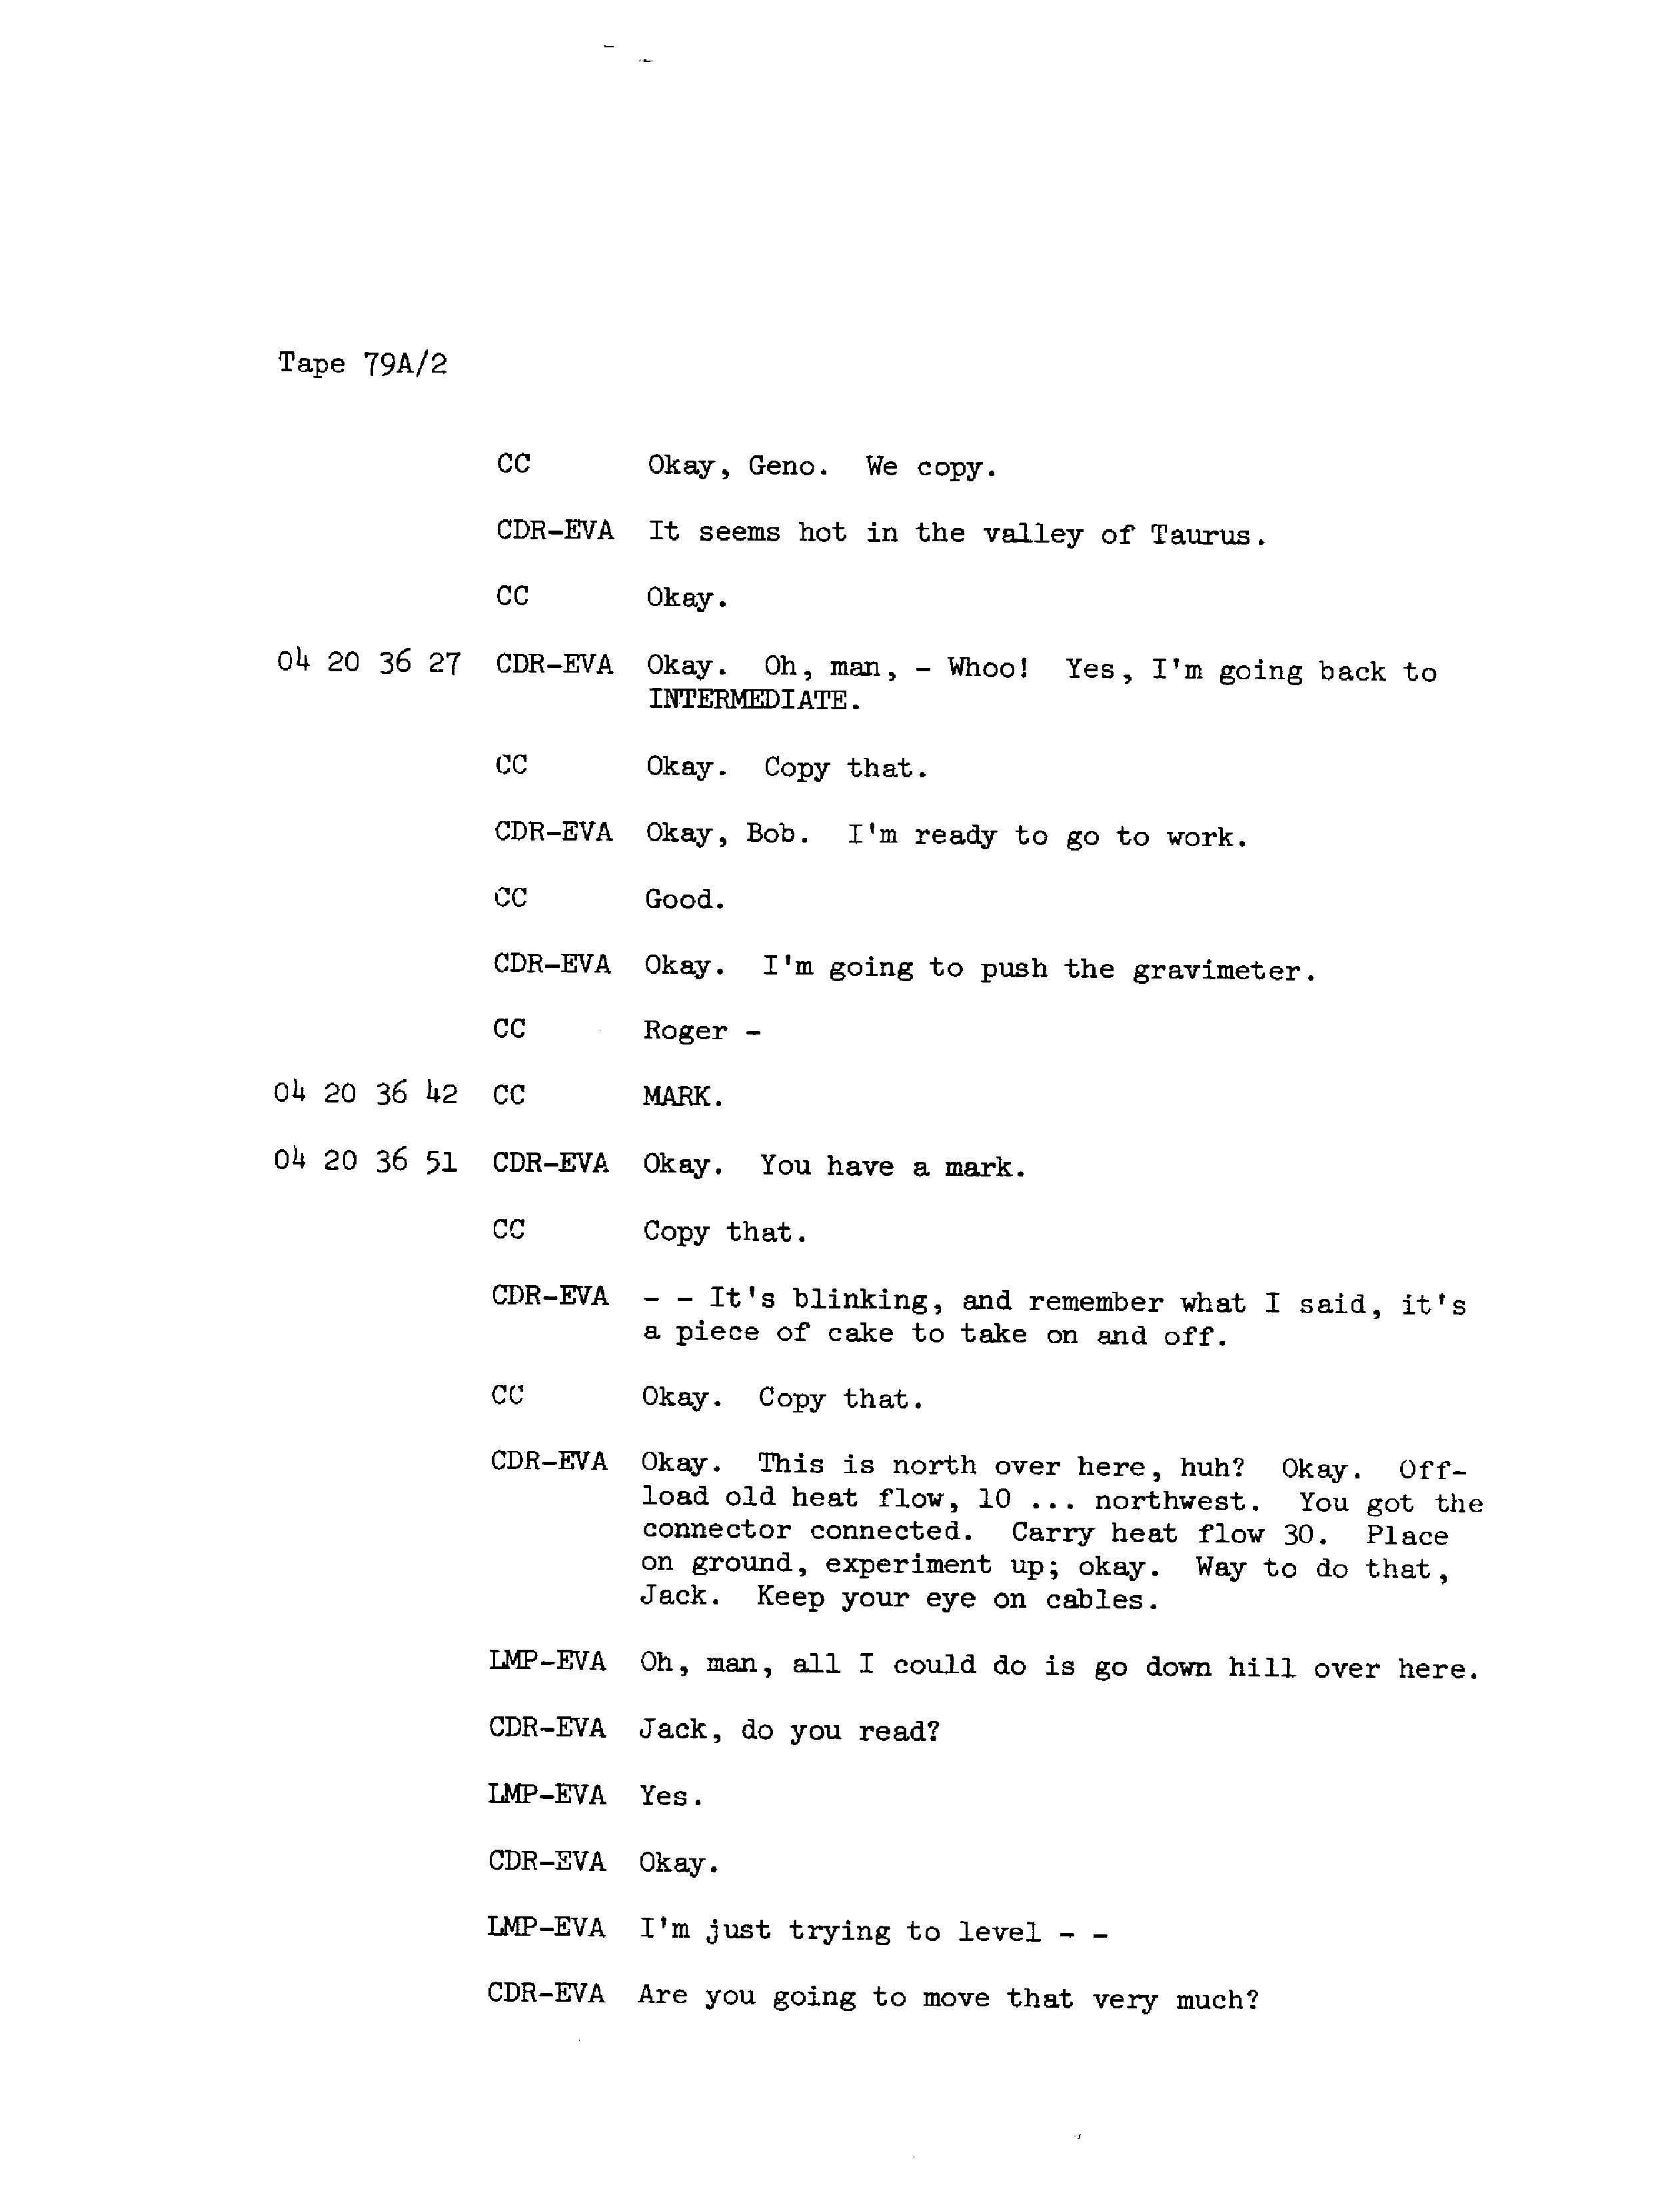 Tape 79A/2
CC Okay, Geno. We copy.
CDR-EVA It seems hot in the valley of Taurus.
CC Okay.
04 20 36 27 CDR-EVA Okay. Oh, man, - Whoo! Yes, I'm going back to
INTERMEDIATE.
CC Okay. Copy that.
CDR-EVA Okay, Bob. I'm ready to go to work.
CC Good.
CDR-EVA Okay. I'm going to push the gravimeter.
CC Roger -
04 20 36 42 CC MARK.
04 20 36 51 CDR-EVA Okay. You have a mark.
CC Copy that.
CDR-EVA - - It's blinking, and remember what I said, it's
a piece of cake to take on and off.
CC Okay. Copy that.
CDR-EVA Okay. This is north over here, huh? Okay. Off-
load old heat flow, 10 ... northwest. You got the
connector connected. Carry heat flow 30. Place
on ground, experiment up; okay. Way to do that,
Jack. Keep your eye on cables.
LMP-EVA Oh, man, all I could do is go down hill over here.
CDR-EVA Jack, do you read?
LMP-EVA Yes.
CDR-EVA Okay.
LMP-EVA I'm just trying to level - -
CDR-EVA Are you going to move that very much?